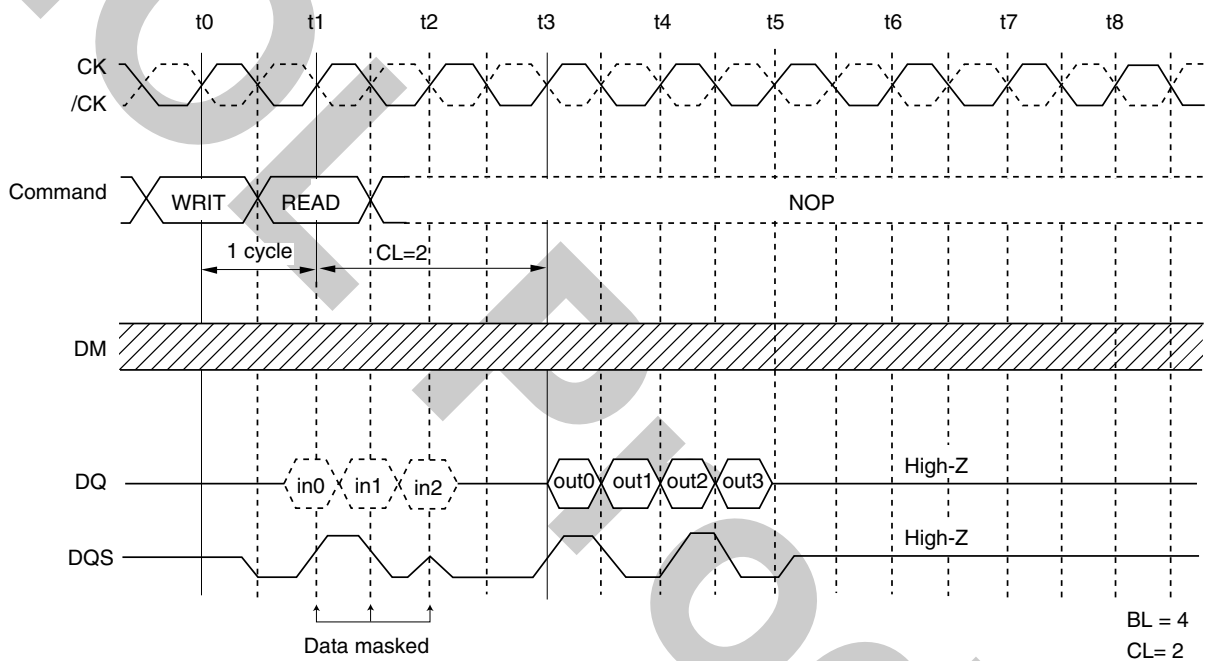 t0 t1 t2 t3 t4 t5 t6 t7 t8
CK
/CK
Command WRIT READ NOP
1 cycle CL=2
DM
DQ in0 in1 in2 out0 out1 out2 out3 High-Z
DQS High-Z
Data masked
BL = 4
CL= 2